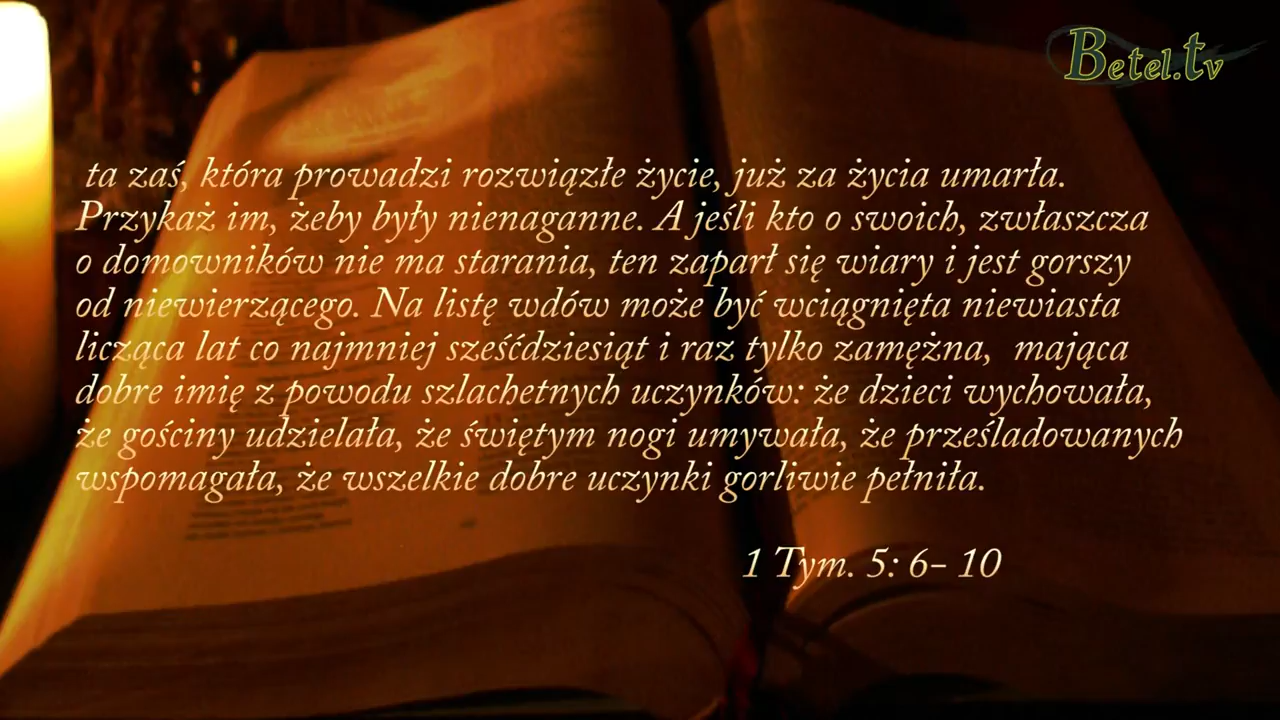 Betel.tv
ta zaś, która prowadzi rozwiązłe życie, już za życia umarła.
Przykaż im, żeby były nienaganne. A jeśli kto o swoich, zwłaszcza
o domowników nie ma starania, ten zaparł się wiary i jest gorszy
od niewierzącego. Na listę wdów może być wciągnięta niewiasta
licząca lat co najmniej sześćdziesiąt i raz tylko zamężna, mająca
dobre imię z powodu szlachetnych uczynków: że dzieci wychowała,
że gościny udzielała, że świętym nogi umywała, że prześladowanych
wspomagała, że wszelkie dobre uczynki gorliwie pełniła.
1 Tym. 5: 6– 10